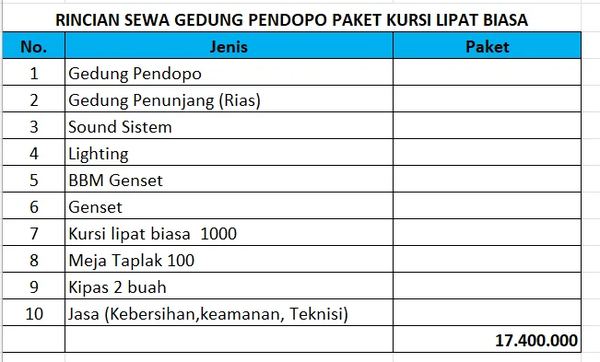 RINCIAN SEWA GEDUNG PENDOPO PAKET KURSI LIPAT BIASA
No. Jenis Paket
1 Gedung Pendopo
2 Gedung Penunjang (Rias)
3 Sound Sistem
4 Lighting
5 BBM Genset
6 Genset
7 Kursi lipat biasa  1000
8 Meja Taplak 100
9 Kipas 2 buah
10 Jasa (Kebersihan,keamanan, Teknisi)
17.400.000